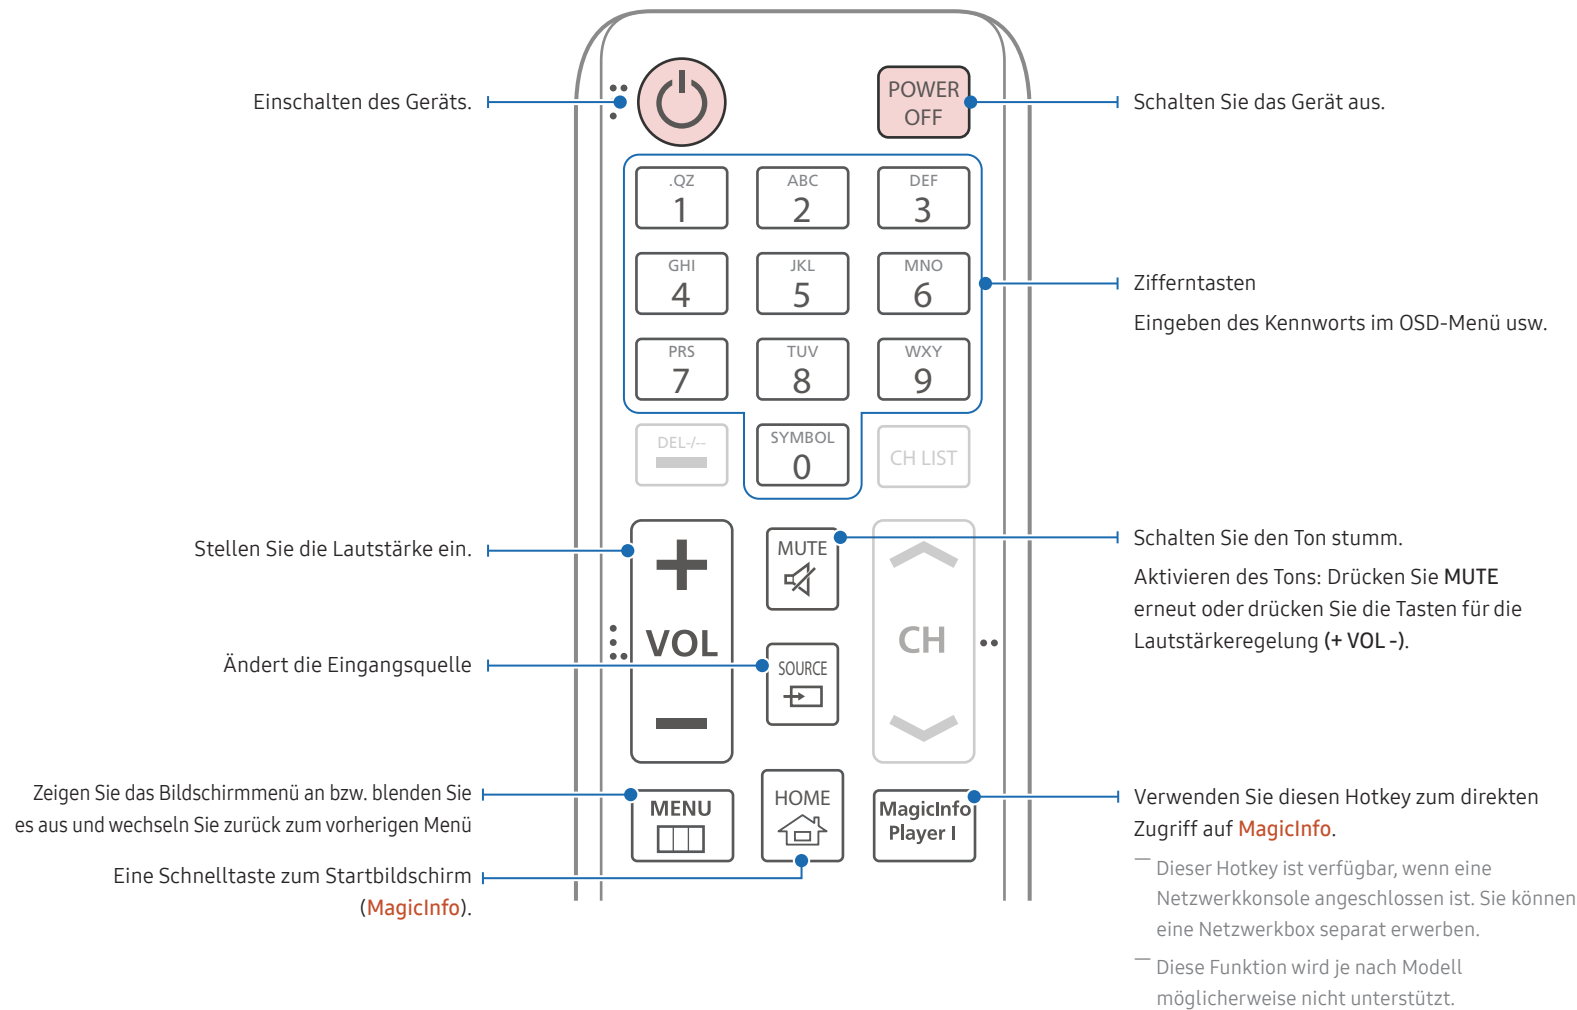 Einschalten des Geräts.
POWER
OFF
Schalten Sie das Gerät aus.
.QZ
1
ABC
2
DEF
3
GHI
4
JKL
5
MNO
6
Zifferntasten
Eingeben des Kennworts im OSD-Menü usw.
PRS
7
TUV
8
WXY
9
DEL-/--
SYMBOL
0
CH LIST
Stellen Sie die Lautstärke ein.
VOL
MUTE
CH
Schalten Sie den Ton stumm.
Aktivieren des Tons: Drücken Sie MUTE
erneut oder drücken Sie die Tasten für die
Lautstärkeregelung (+ VOL -).
Ändert die Eingangsquelle
SOURCE
Zeigen Sie das Bildschirmmenü an bzw. blenden Sie
es aus und wechseln Sie zurück zum vorherigen Menü
MENU
HOME
MagicInfo
Player I
Verwenden Sie diesen Hotkey zum direkten
Zugriff auf MagicInfo.
Eine Schnelltaste zum Startbildschirm
(MagicInfo).
Dieser Hotkey ist verfügbar, wenn eine
Netzwerkkonsole angeschlossen ist. Sie können
eine Netzwerkbox separat erwerben.
Diese Funktion wird je nach Modell
möglicherweise nicht unterstützt.